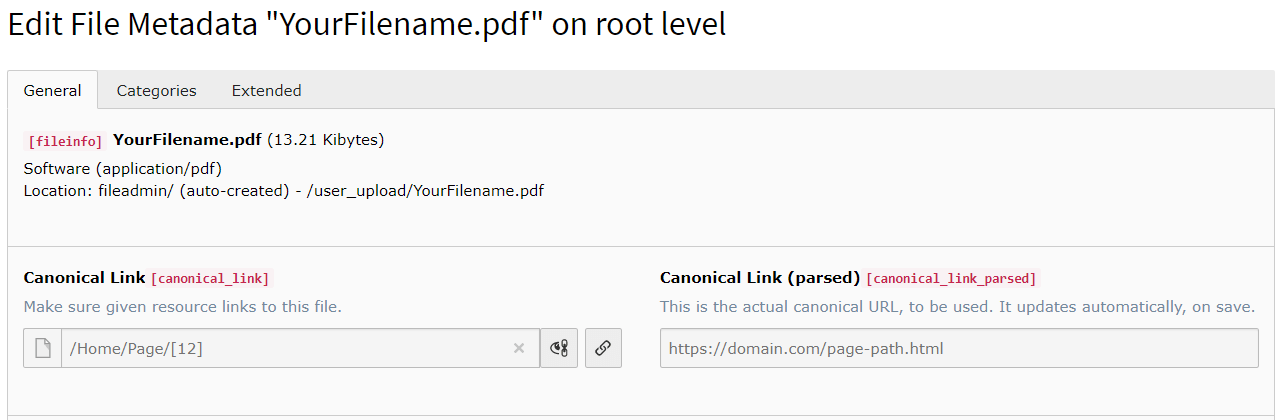 Edit File Metadata "YourFilename.pdf" on root level
General Categories Extended
[fileinfo] YourFilename.pdf (13.21 Kibytes)
Software (application/pdf)
Location: fileadmin/ (auto-created) - /user_upload/YourFilename.pdf
Canonical Link [canonical_link]
Make sure given resource links to this file.
/Home/Page/[12]
Canonical Link (parsed) [canonical_link_parsed]
This is the actual canonical URL, to be used. It updates automatically, on save.
https://domain.com/page-path.html